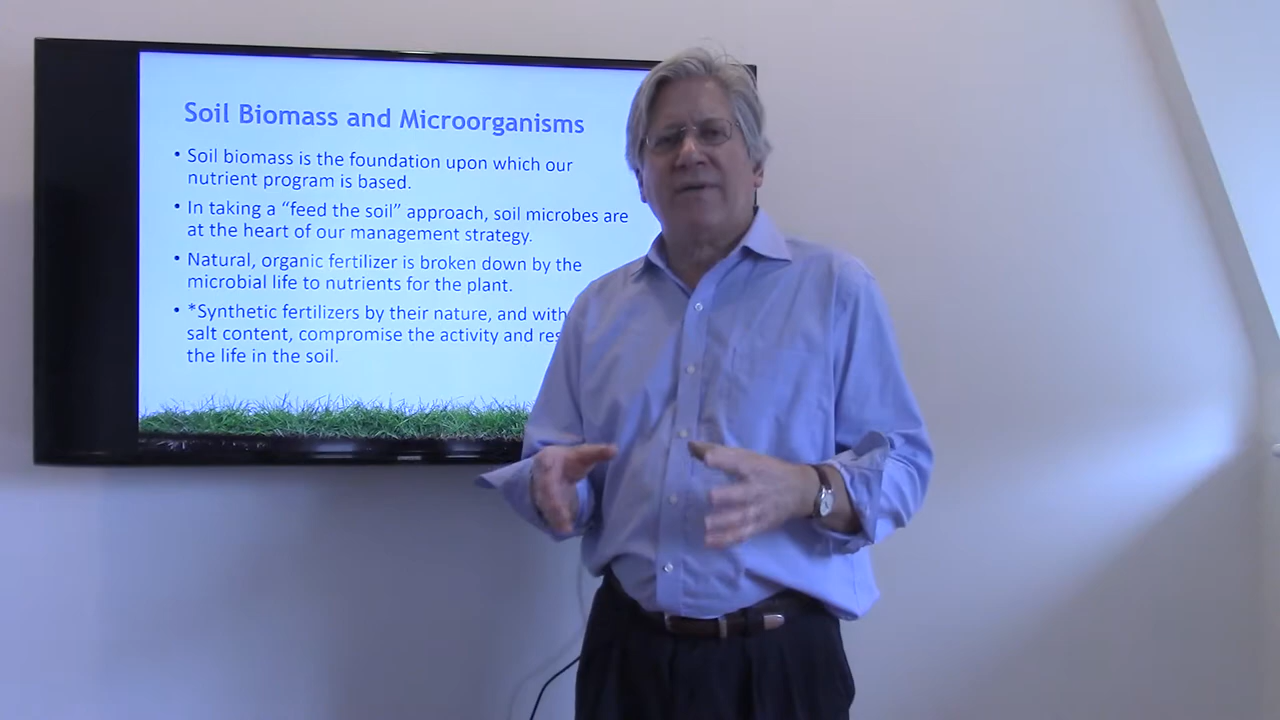 Soil Biomass and Microorganisms
• Soil biomass is the foundation upon which our
nutrient program is based.
• In taking a “feed the soil” approach, soil microbes are
at the heart of our management strategy.
• Natural, organic fertilizer is broken down by the
microbial life to nutrients for the plant.
• *Synthetic fertilizers by their nature, and with
salt content, compromise the activity and
the life in the soil.